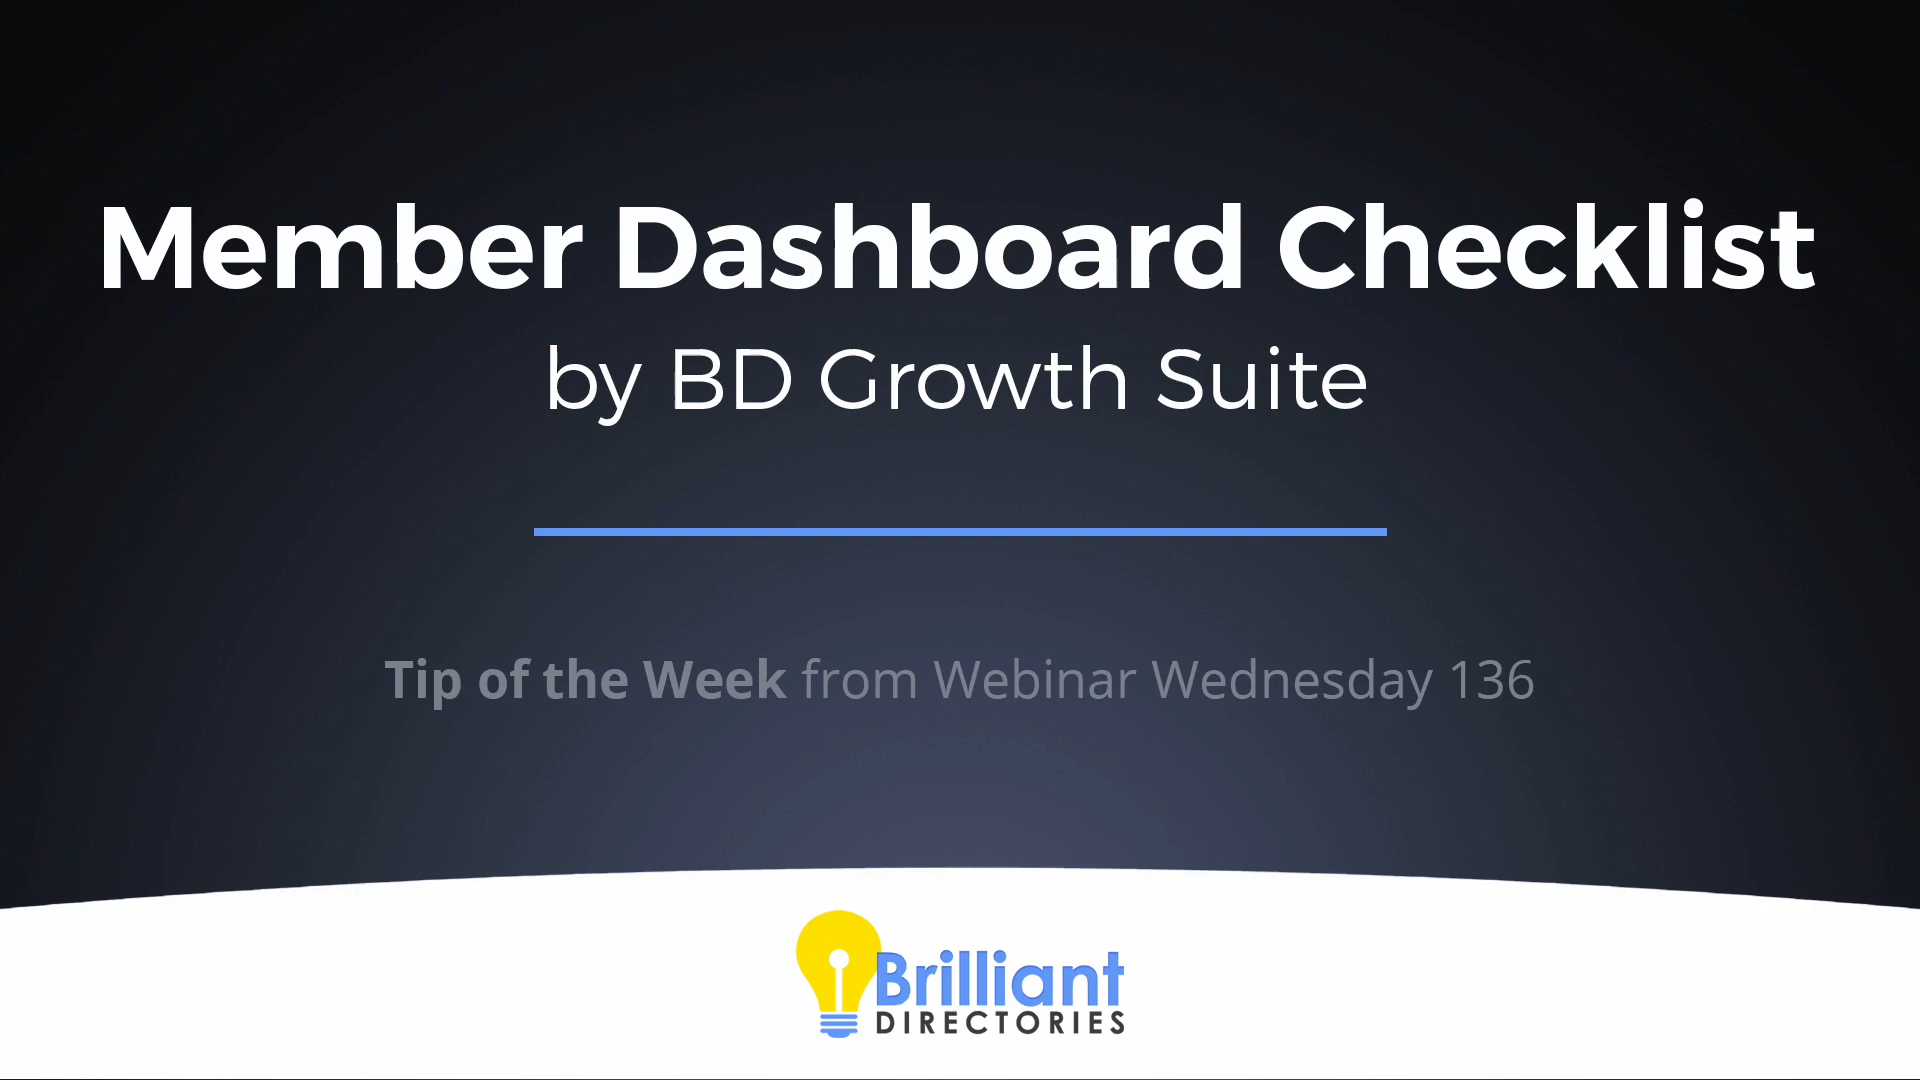 Member Dashboard Checklist
by BD Growth Suite
Tip of the Week from Webinar Wednesday 136
Brilliant
DIRECTORIES